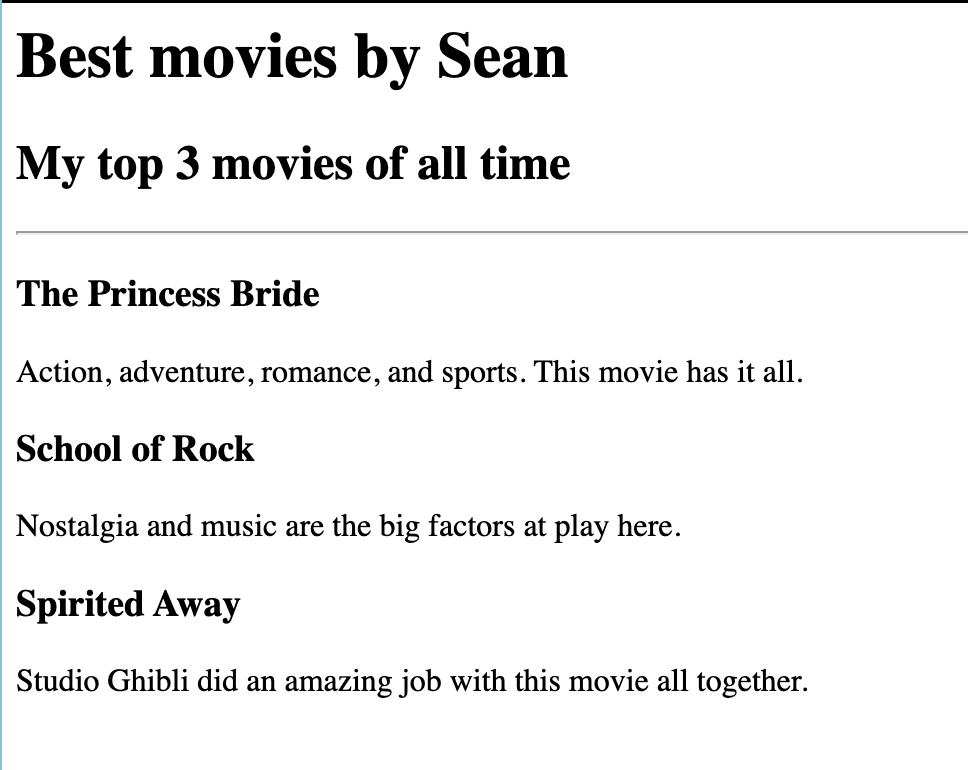 Best movies by Sean
My top 3 movies of all time
The Princess Bride
Action, adventure, romance, and sports. This movie has it all.
School of Rock
Nostalgia and music are the big factors at play here.
Spirited Away
Studio Ghibli did an amazing job with this movie all together.